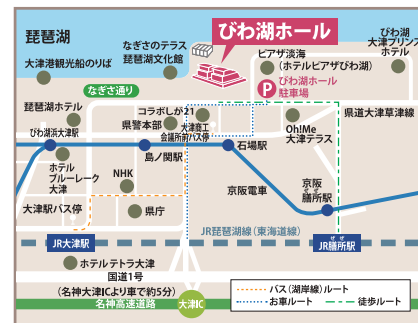 琵琶湖
大津港観光船のりば
なぎさのテラス
琵琶湖文化館
びわ湖ホール
ピアザ淡海
(ホテルピアザびわ湖)
びわ湖
大津プリンス
ホテル
なぎさ通り
P びわ湖ホール
駐車場
琵琶湖ホテル
コラボしが21
県警本部
大津商工
会議所前バス停
Oh!Me
大津テラス
県道大津草津線
びわ湖浜大津駅
島ノ関駅
石場駅
ホテル
ブルーレーク
大津
NHK
京阪電車
京阪
ぜぜ
膳所駅
大津駅バス停
県庁
JR琵琶湖線(東海道線)
JR大津駅
ぜぜ
JR膳所駅
ホテルテトラ大津
国道1号
(名神大津ICより車で約5分)
名神高速道路
大津IC
バス(湖岸線)ルート
お車ルート
徒歩ルート